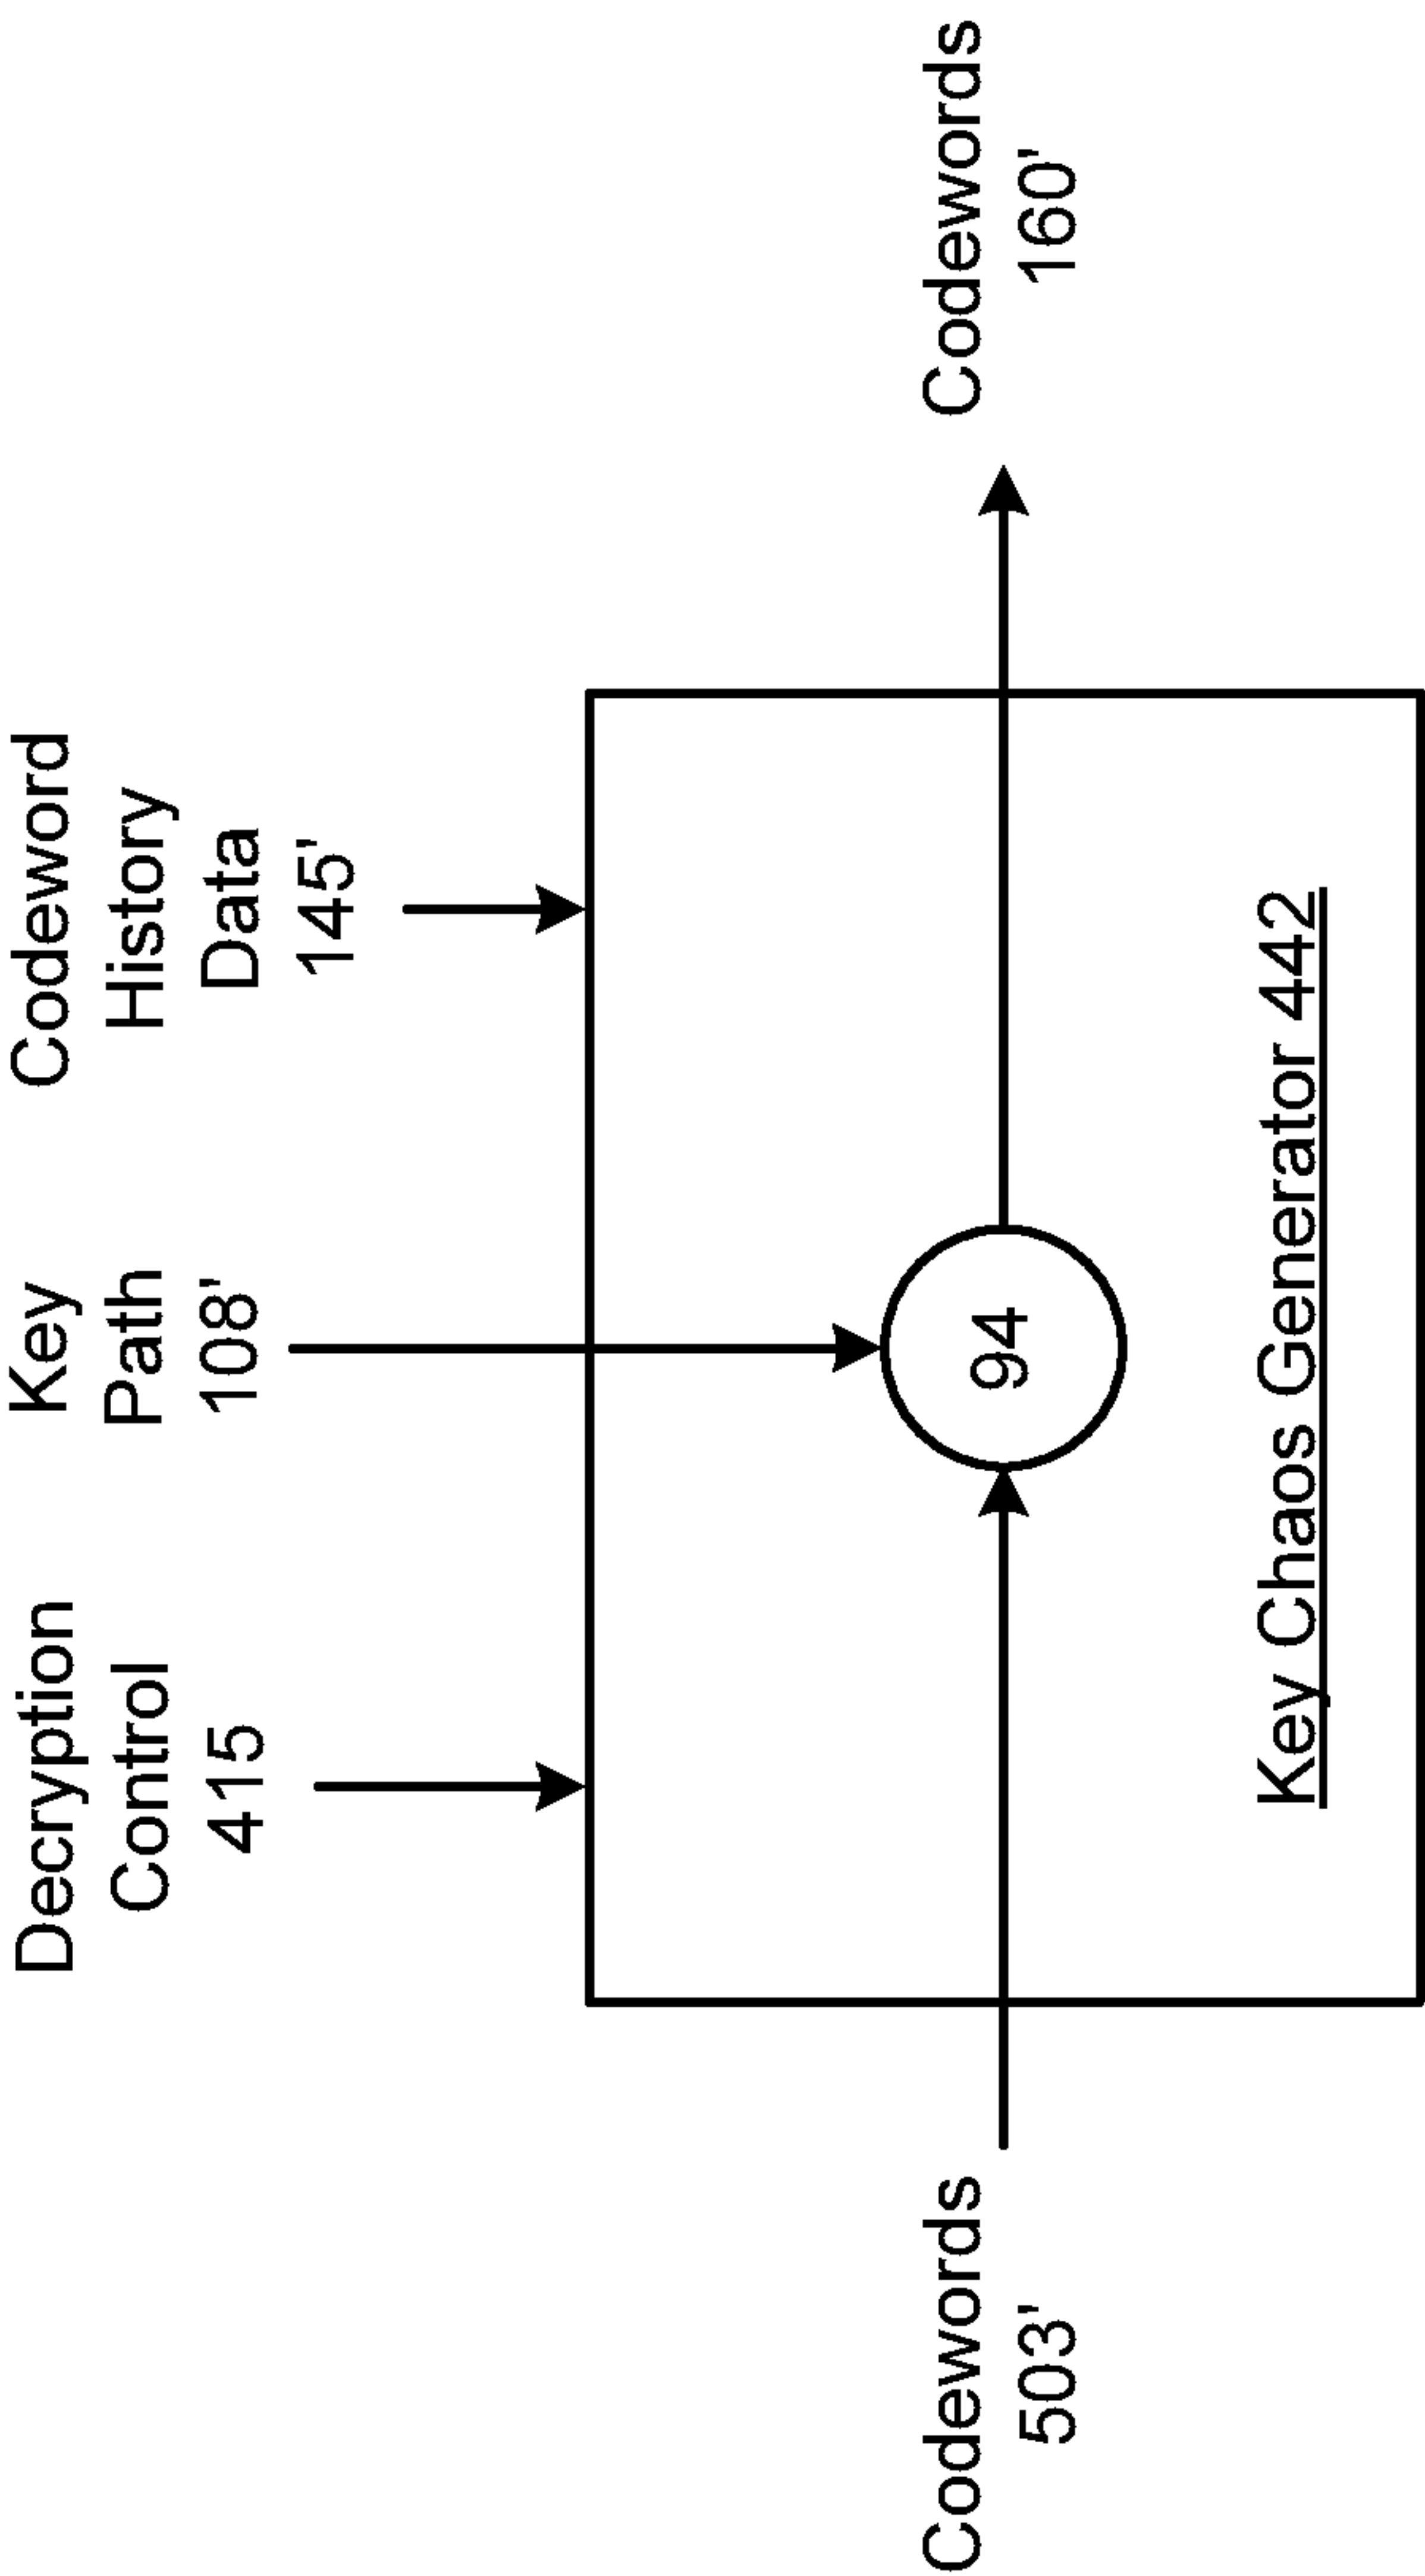 Decryption
Control
415
Key
Path
108'
Codeword
History
Data
145'
Codewords
503'
94
Codewords
160'
Key Chaos Generator 442